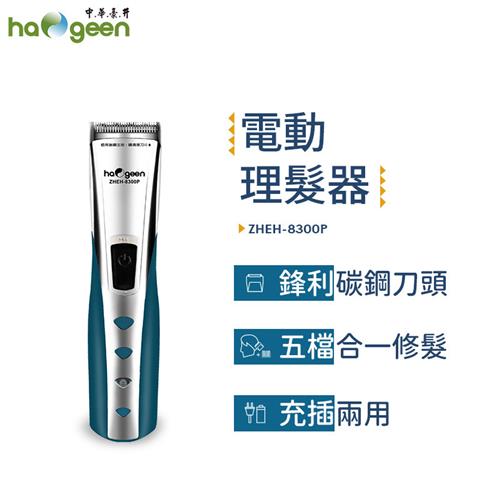 中華豪井
haogeen
電動
理髮器
ZHEH-8300P
鋒利碳鋼刀頭
五檔合一修髮
充插兩用
haogeen
ZHEH-8300P